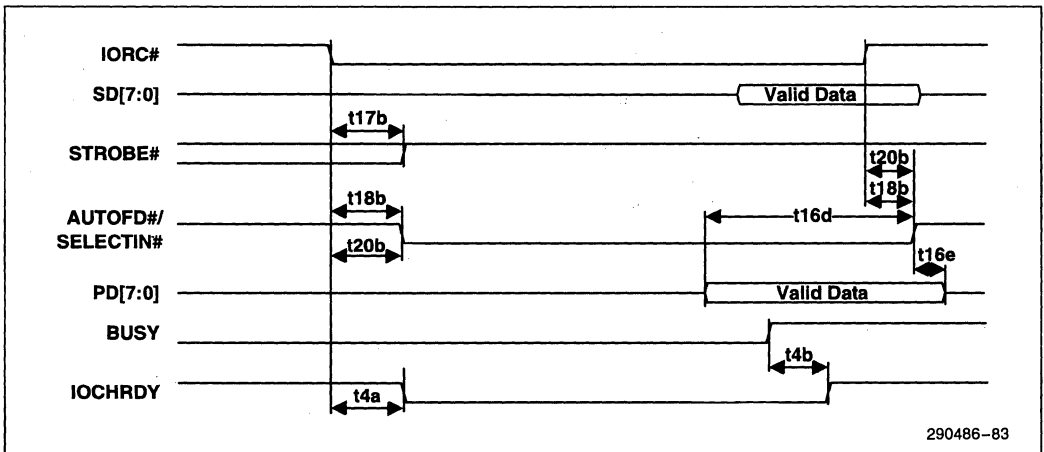 IORC#
SD[7:0]
Valid Data
t17b
STROBE#
t20b
t18b
t18b
AUTOFD#/
SELECTIN#
t16d
t20b
t16e
PD[7:0]
Valid Data
BUSY
t4b
IOCHRDY
t4a
290486–83